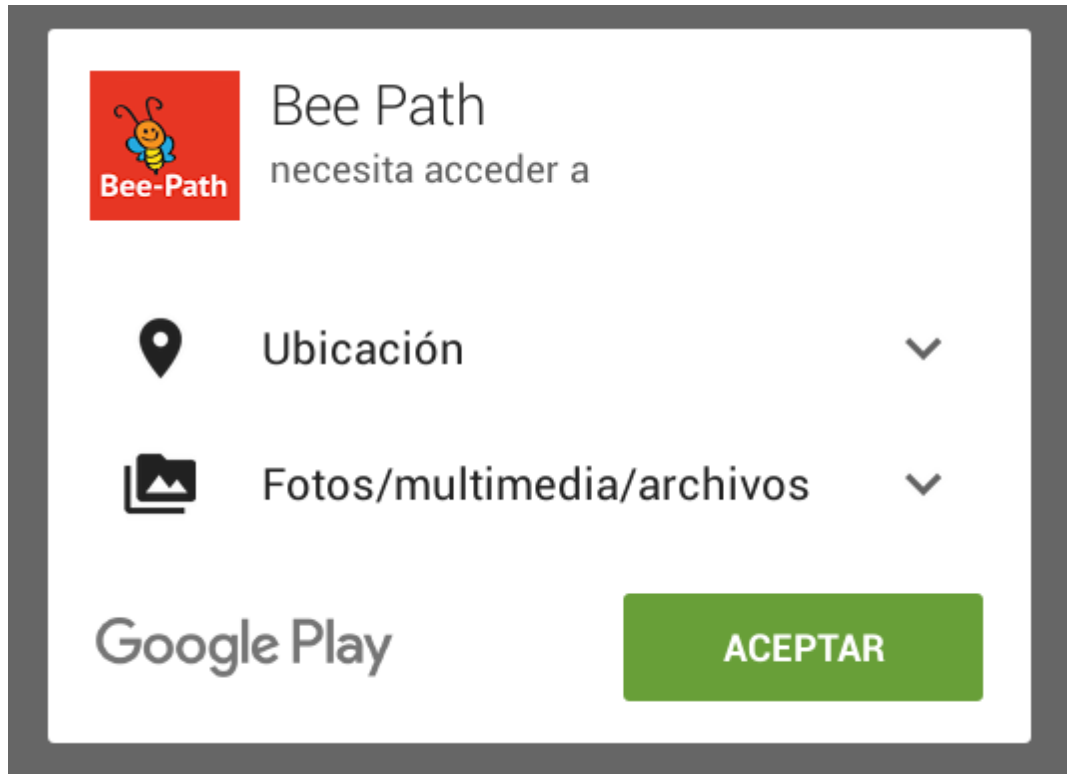 Bee Path
necesita acceder a
Bee-Path
Ubicación
Fotos/multimedia/archivos
Google Play
ACEPTAR